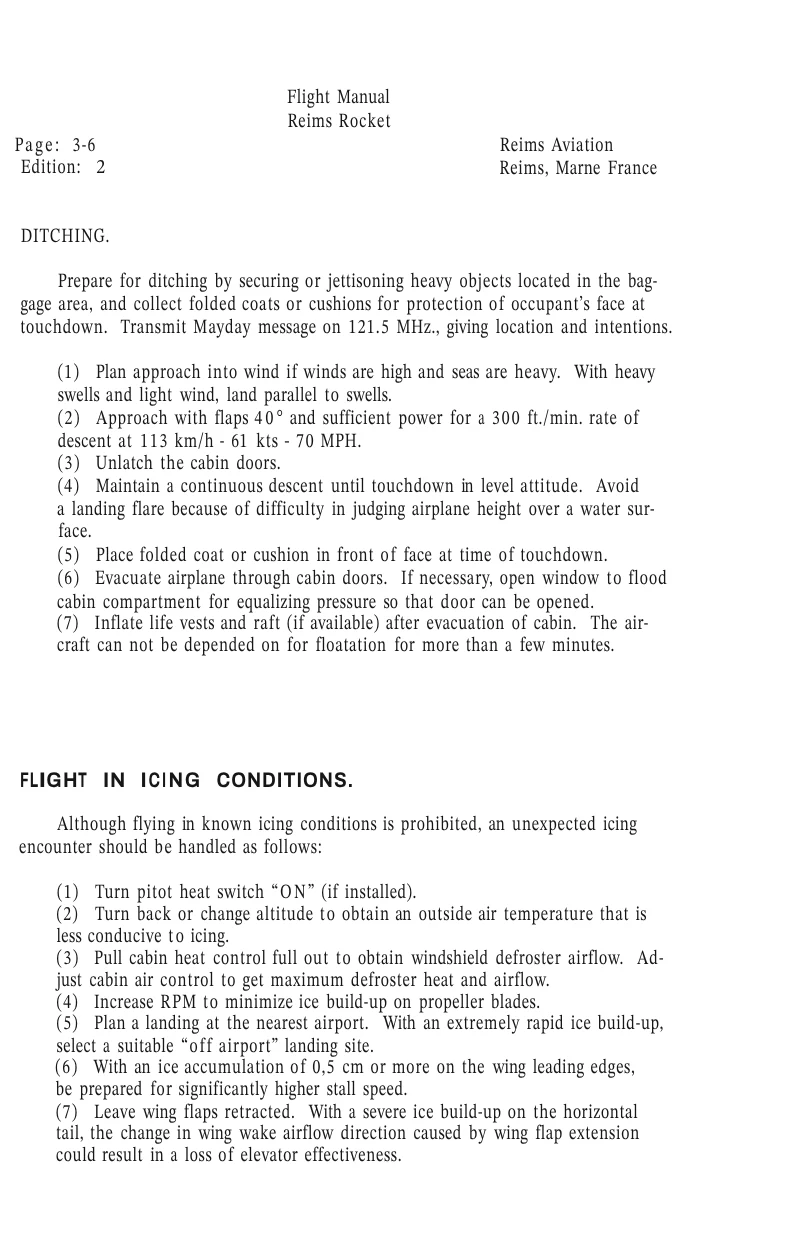 Flight Manual
Reims Rocket
Page: 3-6
Reims Aviation
Edition: 2
Reims, Marne France
DITCHING.
Prepare for ditching by securing or jettisoning heavy objects located in the bag-
gage area, and collect folded coats or cushions for protection of occupant's face at
touchdown. Transmit Mayday message on 121.5 MHz., giving location and intentions.
(1) Plan approach into wind if winds are high and seas are heavy. With heavy
swells and light wind, land parallel to swells.
(2) Approach with flaps 40° and sufficient power for a 300 ft./min. rate of
descent at 113 km/h - 61 kts - 70 MPH.
(3) Unlatch the cabin doors.
(4) Maintain a continuous descent until touchdown in level attitude. Avoid
a landing flare because of difficulty in judging airplane height over a water sur-
face.
(5) Place folded coat or cushion in front of face at time of touchdown.
(6) Evacuate airplane through cabin doors. If necessary, open window to flood
cabin compartment for equalizing pressure so that door can be opened.
(7) Inflate life vests and raft (if available) after evacuation of cabin. The air-
craft can not be depended on for floatation for more than a few minutes.
FLIGHT IN ICING CONDITIONS.
Although flying in known icing conditions is prohibited, an unexpected icing
encounter should be handled as follows:
(1) Turn pitot heat switch “ON” (if installed).
(2) Turn back or change altitude to obtain an outside air temperature that is
less conducive to icing.
(3) Pull cabin heat control full out to obtain windshield defroster airflow. Ad-
just cabin air control to get maximum defroster heat and airflow.
(4) Increase RPM to minimize ice build-up on propeller blades.
(5) Plan a landing at the nearest airport. With an extremely rapid ice build-up,
select a suitable “off airport” landing site.
(6) With an ice accumulation of 0,5 cm or more on the wing leading edges,
be prepared for significantly higher stall speed.
(7) Leave wing flaps retracted. With a severe ice build-up on the horizontal
tail, the change in wing wake airflow direction caused by wing flap extension
could result in a loss of elevator effectiveness.